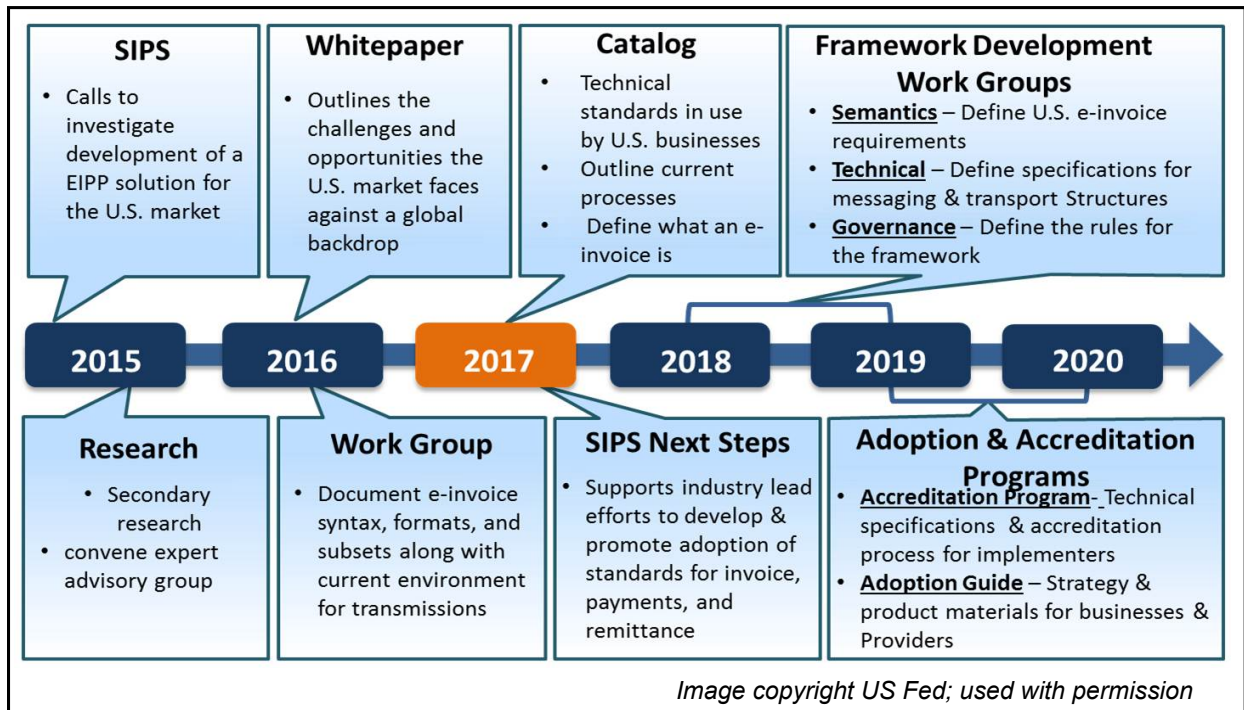 SIPS
• Calls to
investigate
development of a
EIPP solution for
the U.S. market
Whitepaper
• Outlines the
challenges and
opportunities the
U.S. market faces
against a global
backdrop
Catalog
• Technical
standards in use
by U.S. businesses
• Outline current
processes
• Define what an e-
invoice is
Framework Development
Work Groups
• Semantics – Define U.S. e-invoice
requirements
• Technical – Define specifications for
messaging & transport Structures
• Governance – Define the rules for
the framework
2015
2016
2017
2018
2019
2020
Research
• Secondary
research
• convene expert
advisory group
Work Group
• Document e-invoice
syntax, formats, and
subsets along with
current environment
for transmissions
SIPS Next Steps
• Supports industry lead
efforts to develop &
promote adoption of
standards for invoice,
payments, and
remittance
Adoption & Accreditation
Programs
• Accreditation Program- Technical
specifications & accreditation
process for implementers
• Adoption Guide – Strategy &
product materials for businesses &
Providers
Image copyright US Fed; used with permission